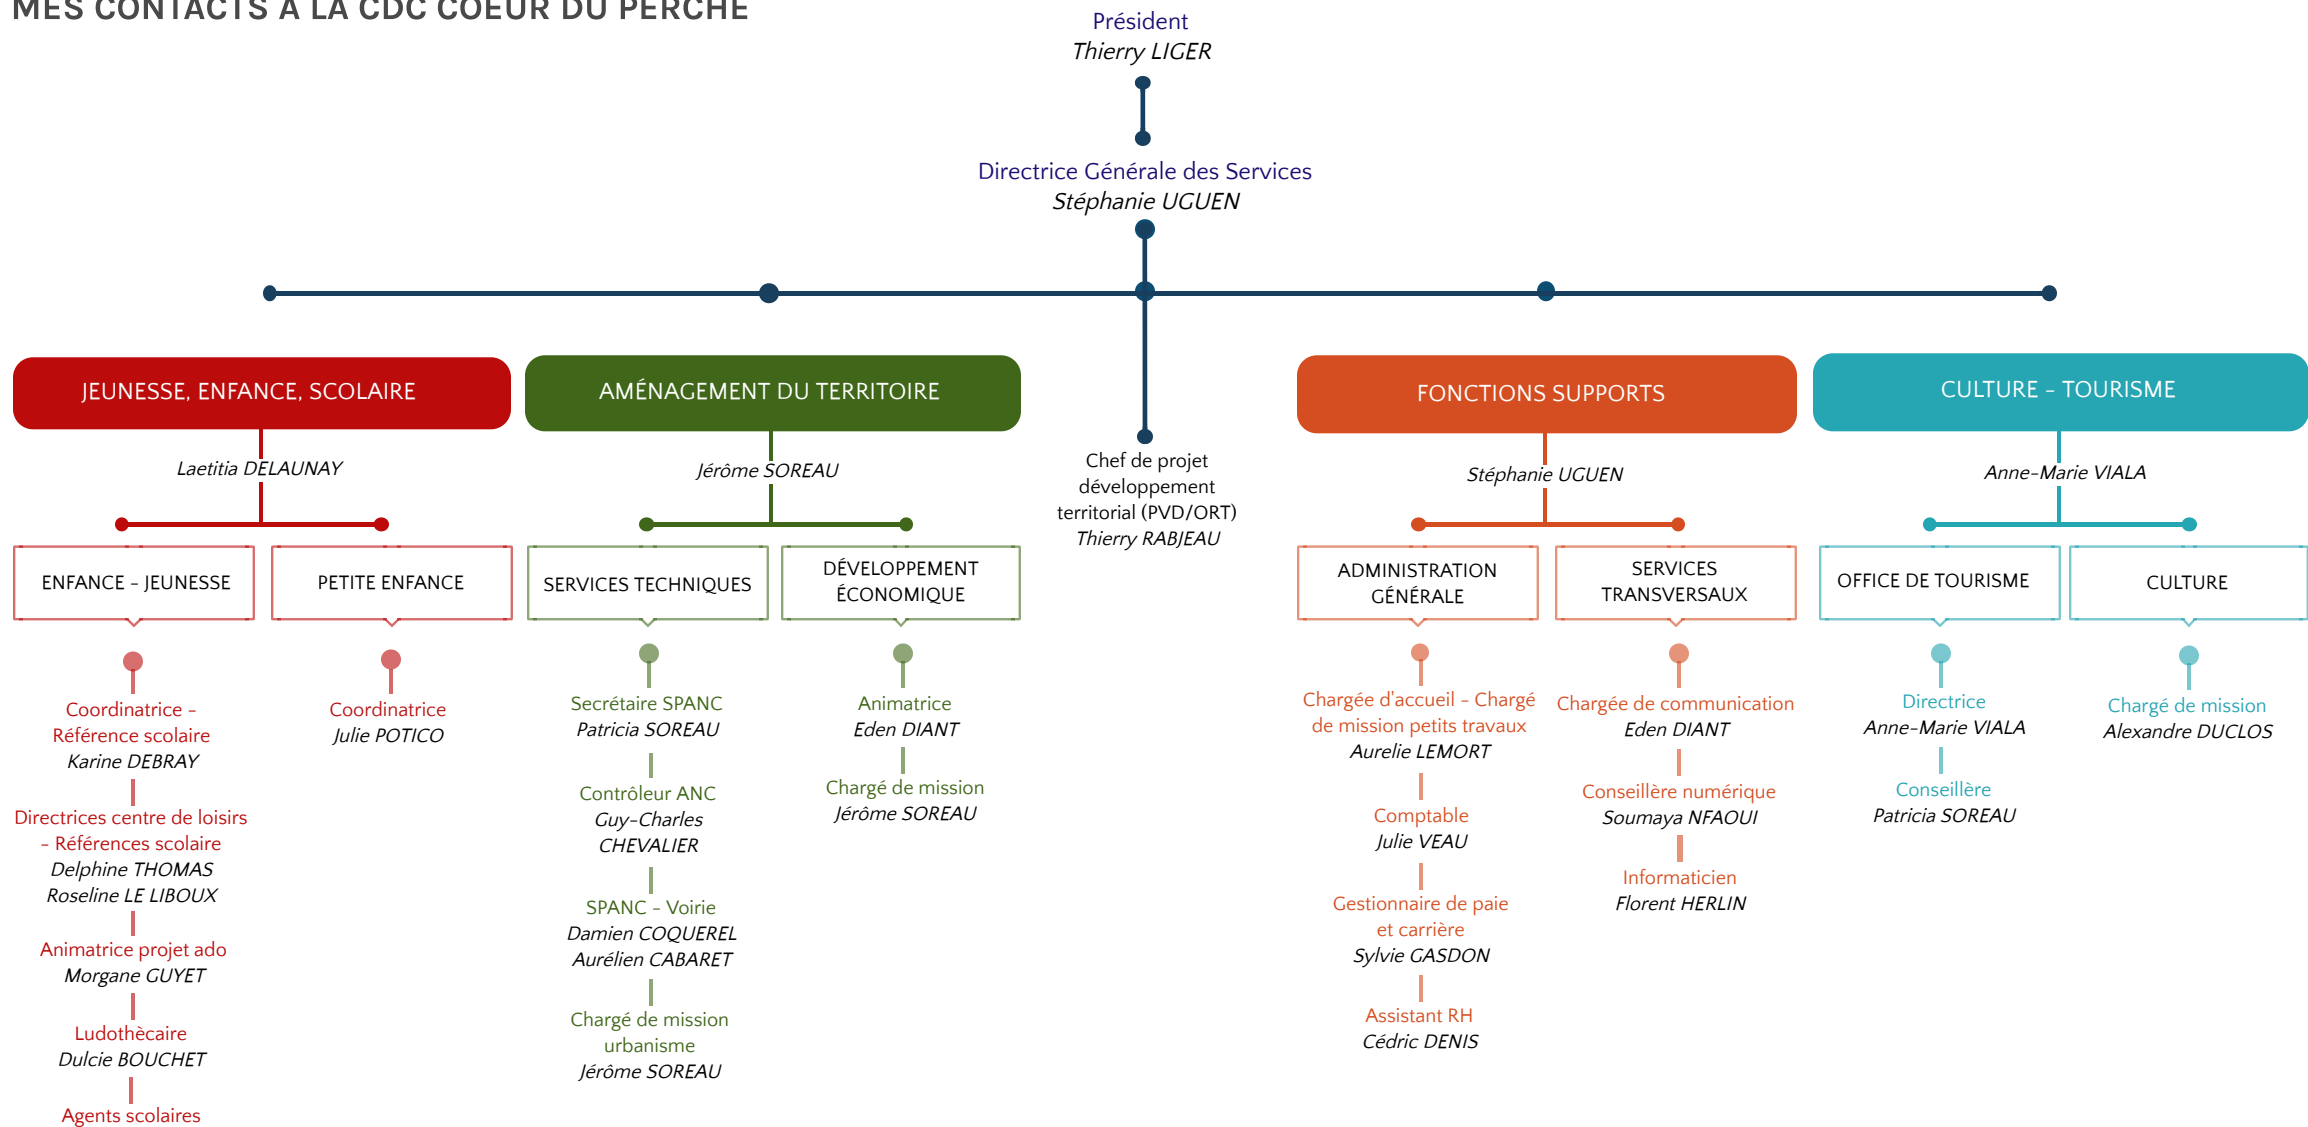 MES CONTACTS À LA CDC COEUR DU PERCHE
Président
Thierry LIGER
Directrice Générale des Services
Stéphanie UGUEN
JEUNESSE, ENFANCE, SCOLAIRE
Laetitia DELAUNAY
ENFANCE - JEUNESSE
Coordinatrice -
Référence scolaire
Karine DEBRAY
Directrices centre de loisirs
- Références scolaire
Delphine THOMAS
Roseline LE LIBOUX
Animatrice projet ado
Morgane GUYET
Ludothècaire
Dulcie BOUCHET
Agents scolaires
PETITE ENFANCE
Coordinatrice
Julie POTICO
AMÉNAGEMENT DU TERRITOIRE
Jérôme SOREAU
SERVICES TECHNIQUES
Secrétaire SPANC
Patricia SOREAU
Contrôleur ANC
Guy-Charles
CHEVALIER
SPANC - Voirie
Damien COQUEREL
Aurélien CABARET
Chargé de mission
urbanisme
Jérôme SOREAU
DÉVELOPPEMENT
ÉCONOMIQUE
Animatrice
Eden DIANT
Chargé de mission
Jérôme SOREAU
Chef de projet
développement
territorial (PVD/ORT)
Thierry RABJEAU
FONCTIONS SUPPORTS
Stéphanie UGUEN
ADMINISTRATION
GÉNÉRALE
Chargée d'accueil - Chargé
de mission petits travaux
Aurelie LEMORT
Comptable
Julie VEAU
Gestionnaire de paie
et carrière
Sylvie GASDON
Assistant RH
Cédric DENIS
SERVICES
TRANSVERSAUX
Chargée de communication
Eden DIANT
Conseillère numérique
Soumaya NFAOUI
Informaticien
Florent HERLIN
CULTURE - TOURISME
Anne-Marie VIALA
OFFICE DE TOURISME
Directrice
Anne-Marie VIALA
Conseillère
Patricia SOREAU
CULTURE
Chargé de mission
Alexandre DUCLOS